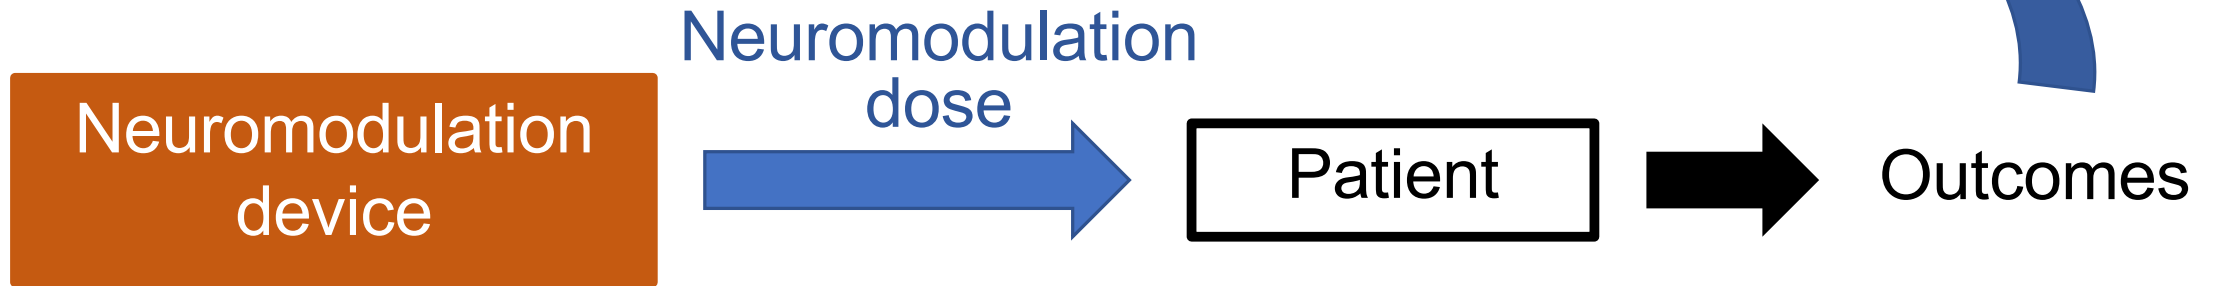 Neuromodulation
device
Neuromodulation
dose
Patient
Outcomes